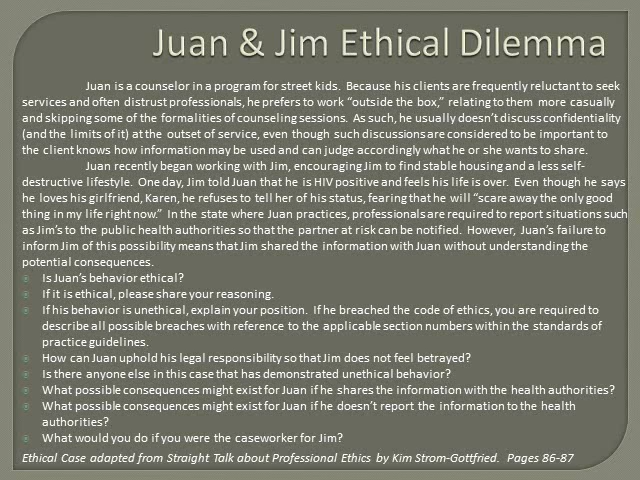 Juan & Jim Ethical Dilemma
Juan is a counselor in a program for street kids. Because his clients are frequently reluctant to seek
services and often distrust professionals, he prefers to work “outside the box,” relating to them more casually
and skipping some of the formalities of counseling sessions. As such, he usually doesn’t discuss confidentiality
(and the limits of it) at the outset of service, even though such discussions are considered to be important to
the client knows how information may be used and can judge accordingly what he or she wants to share.
Juan recently began working with Jim, encouraging Jim to find stable housing and a less self-
destructive lifestyle. One day, Jim told Juan that he is HIV positive and feels his life is over. Even though he says
he loves his girlfriend, Karen, he refuses to tell her of his status, fearing that he will “scare away the only good
thing in my life right now.” In the state where Juan practices, professionals are required to report situations such
as Jim’s to the public health authorities so that the partner at risk can be notified. However, Juan’s failure to
inform Jim of this possibility means that Jim shared the information with Juan without understanding the
potential consequences.
Is Juan’s behavior ethical?
If it is ethical, please share your reasoning.
If his behavior is unethical, explain your position. If he breached the code of ethics, you are required to
describe all possible breaches with reference to the applicable section numbers within the standards of
practice guidelines.
How can Juan uphold his legal responsibility so that Jim does not feel betrayed?
Is there anyone else in this case that has demonstrated unethical behavior?
What possible consequences might exist for Juan if he shares the information with the health authorities?
What possible consequences might exist for Juan if he doesn’t report the information to the health
authorities?
What would you do if you were the caseworker for Jim?
Ethical Case adapted from Straight Talk about Professional Ethics by Kim Strom-Gottfried. Pages 86-87